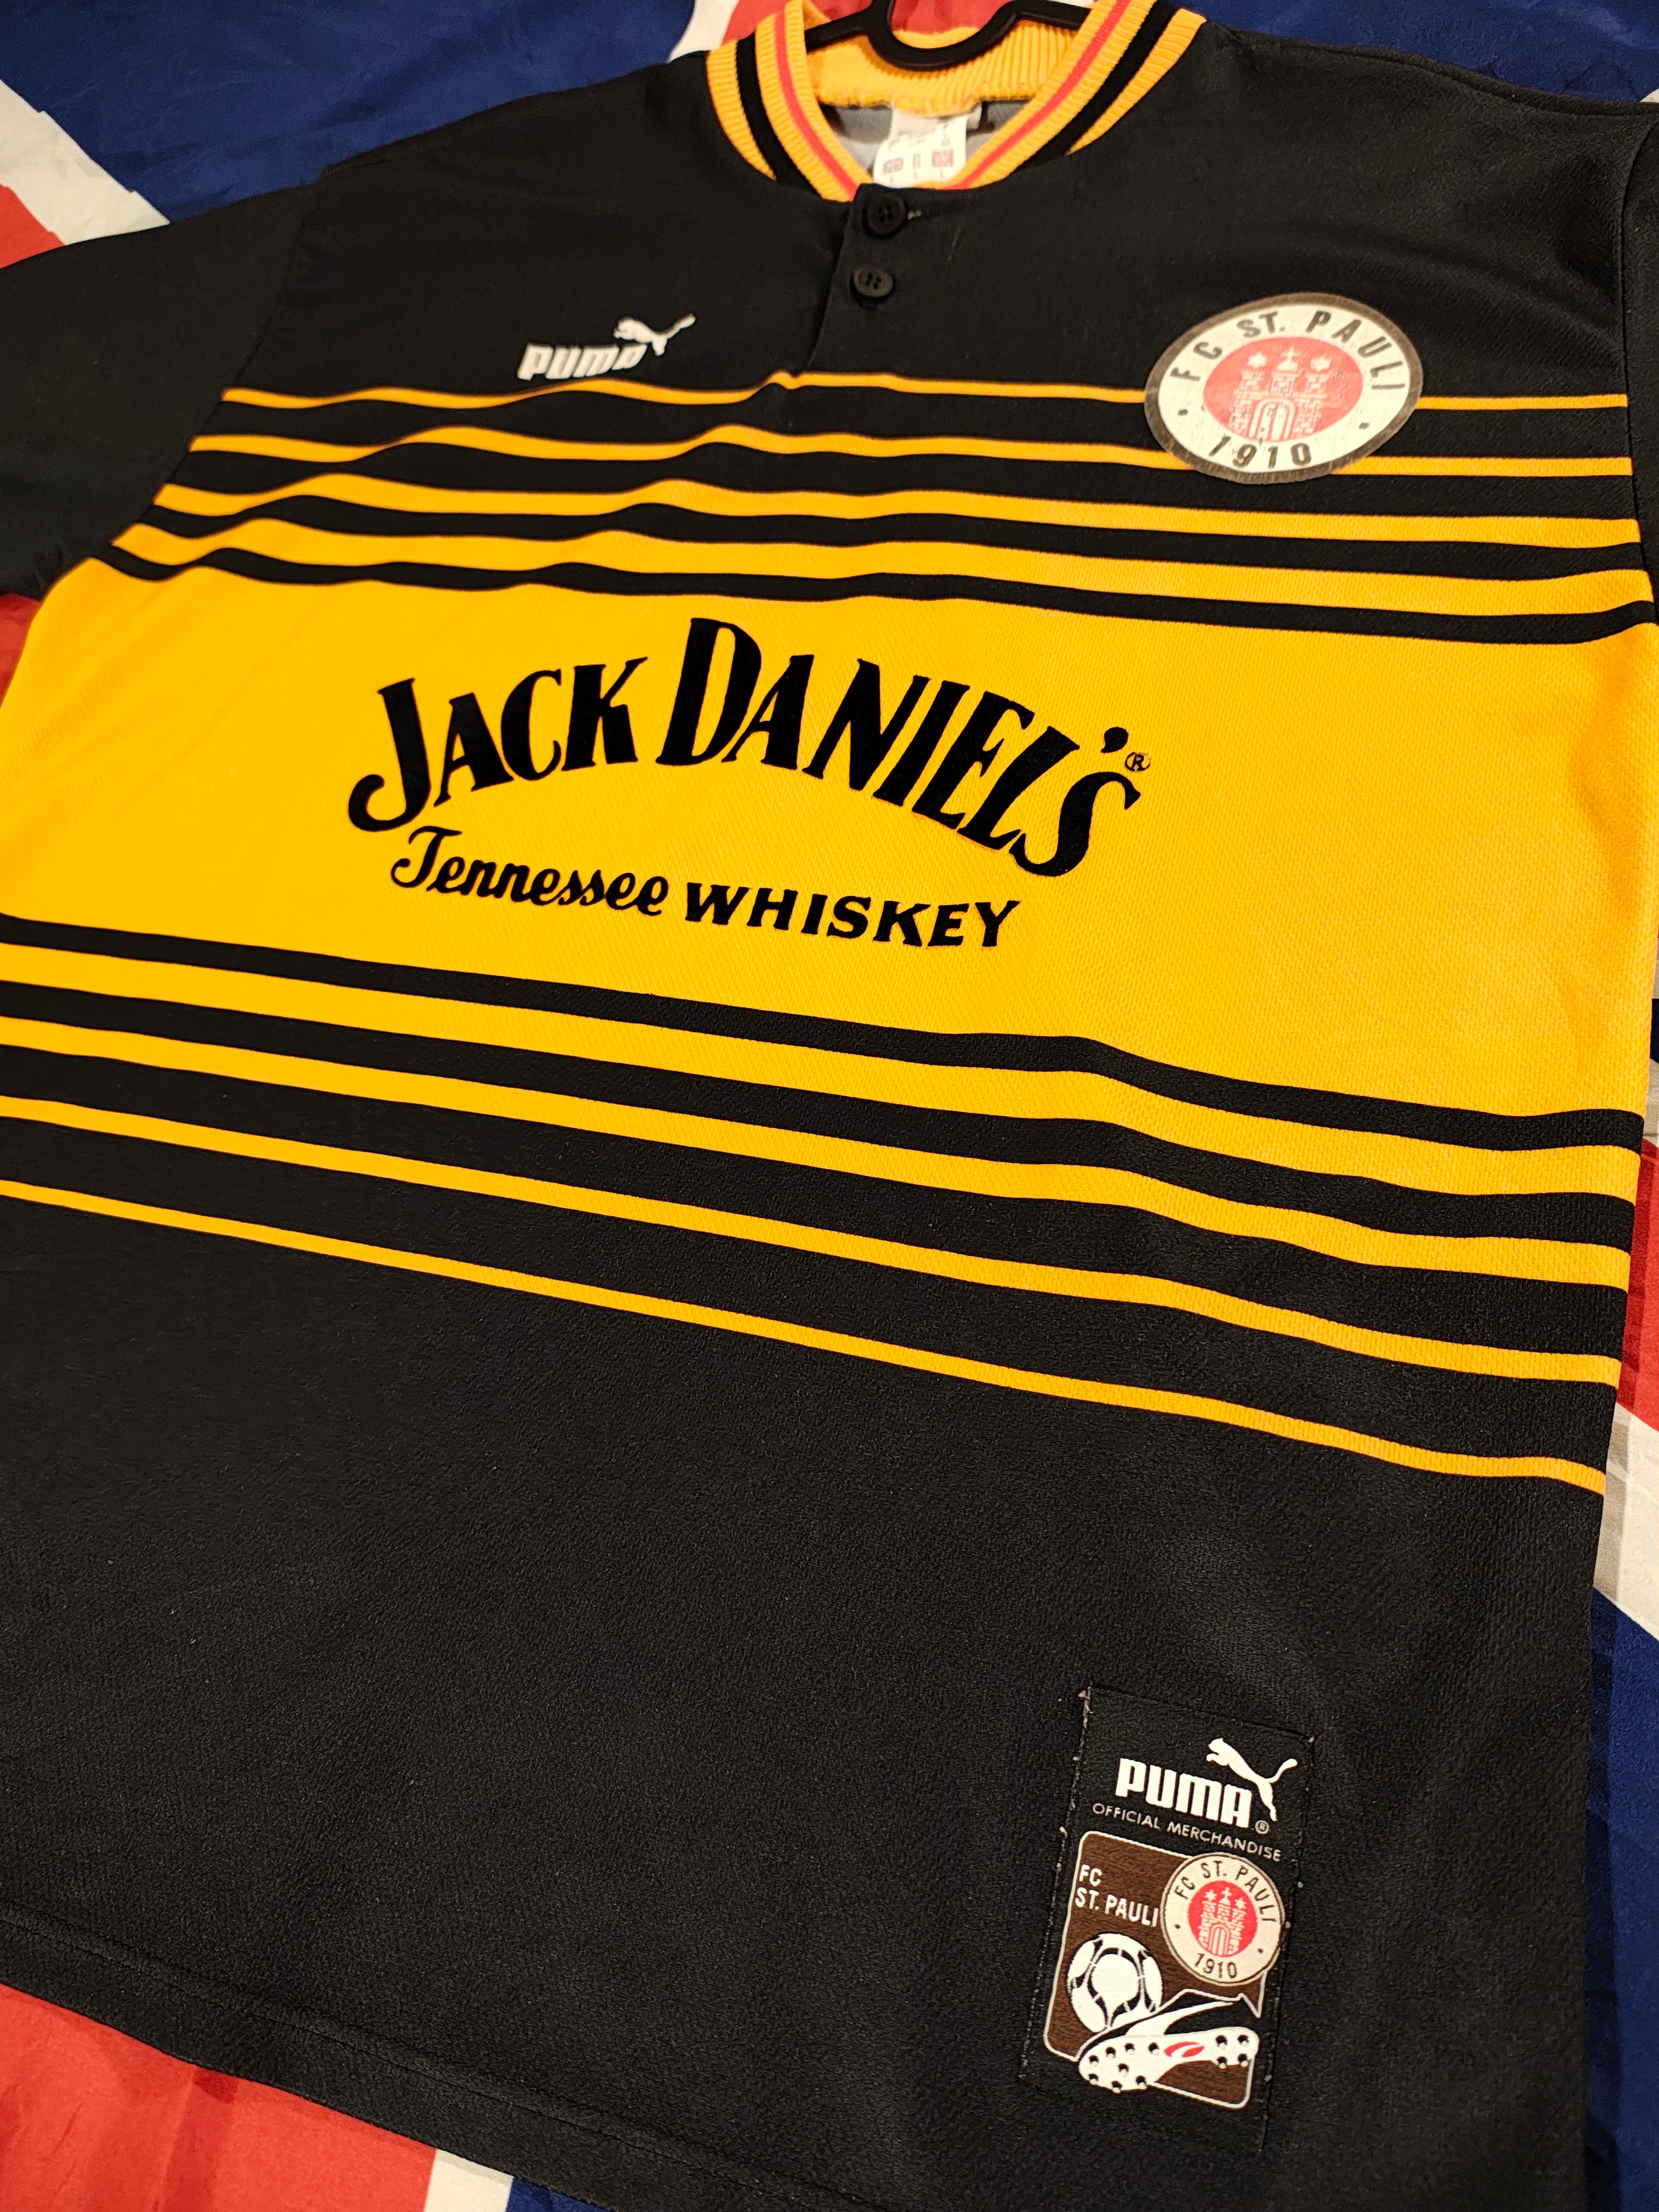 PUMA
FC ST. PAULI
1910
JACK DANIEL'S®
Tennessee WHISKEY
PUMA®
OFFICIAL MERCHANDISE
FC
ST. PAULI
FC ST. PAULI
1910